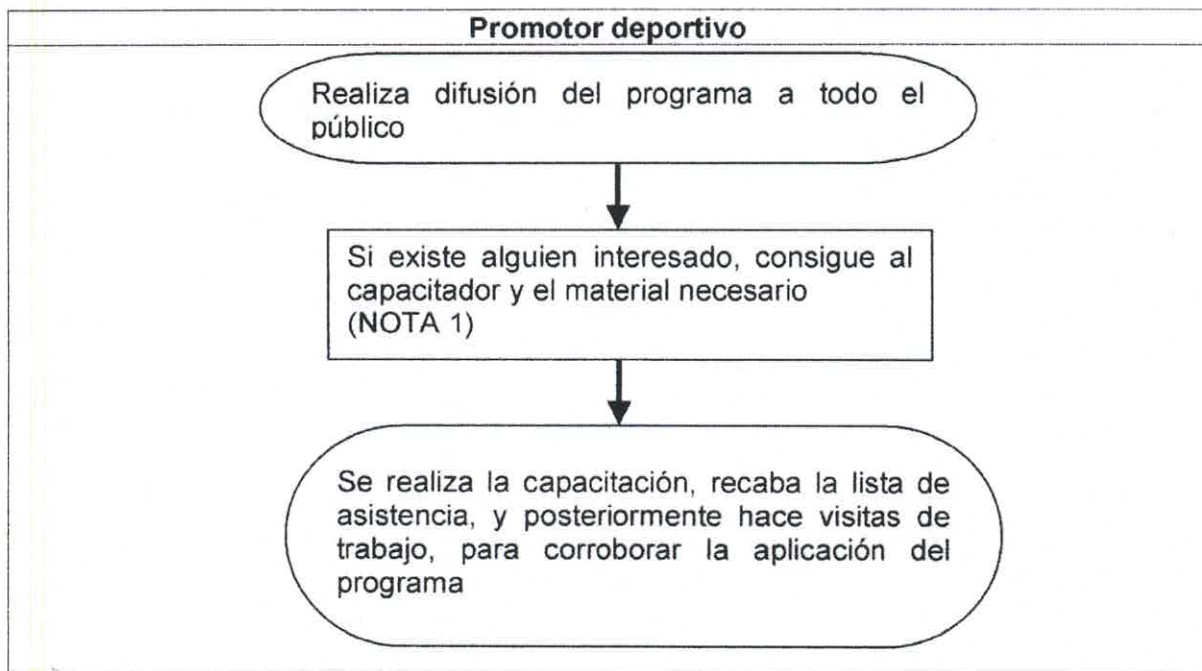 Promotor deportivo
Realiza difusión del programa a todo el
público
Si existe alguien interesado, consigue al
capacitador y el material necesario
(NOTA 1)
Se realiza la capacitación, recaba la lista de
asistencia, y posteriormente hace visitas de
trabajo, para corroborar la aplicación del
programa